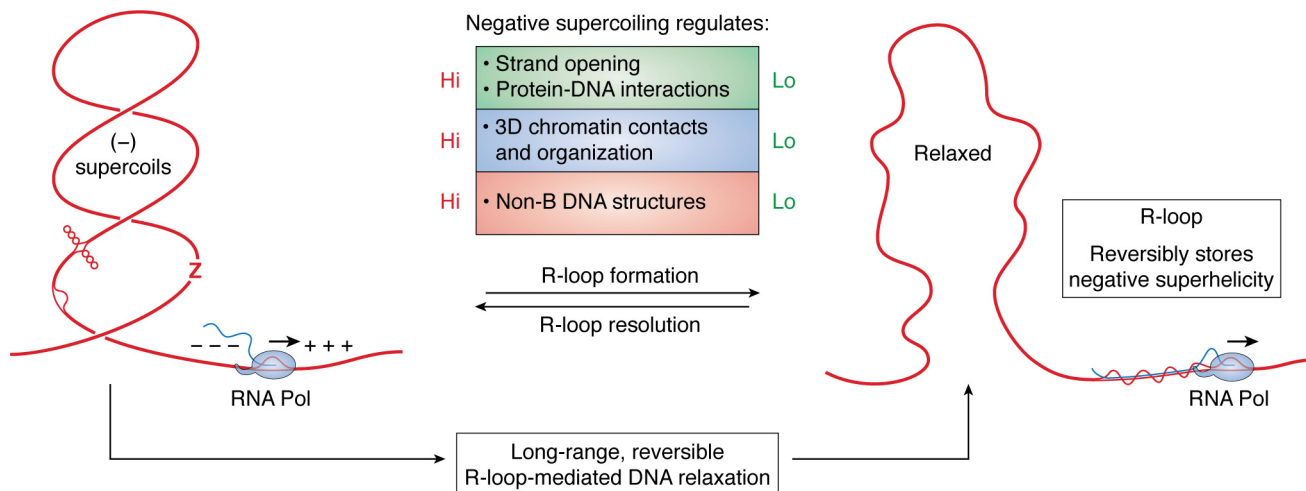 (–)
supercoils
Z
– – –
+ + +
RNA Pol
Negative supercoiling regulates:
Hi
• Strand opening
• Protein-DNA interactions
Lo
Hi
• 3D chromatin contacts
and organization
Lo
Hi
• Non-B DNA structures
Lo
R-loop formation
R-loop resolution
Relaxed
R-loop
Reversibly stores
negative superhelicity
RNA Pol
Long-range, reversible
R-loop-mediated DNA relaxation